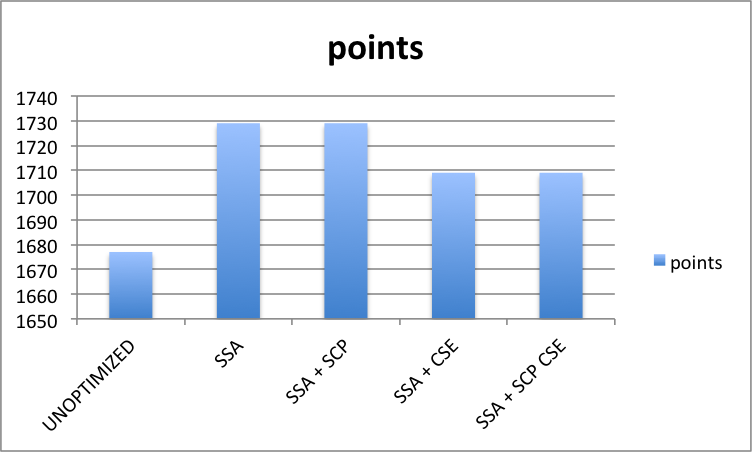 points
1740
1730
1720
1710
1700
1690
1680
1670
1660
1650
points
UNOPTIMIZED
SSA
SSA + SCP
SSA + CSE
SSA + SCP CSE